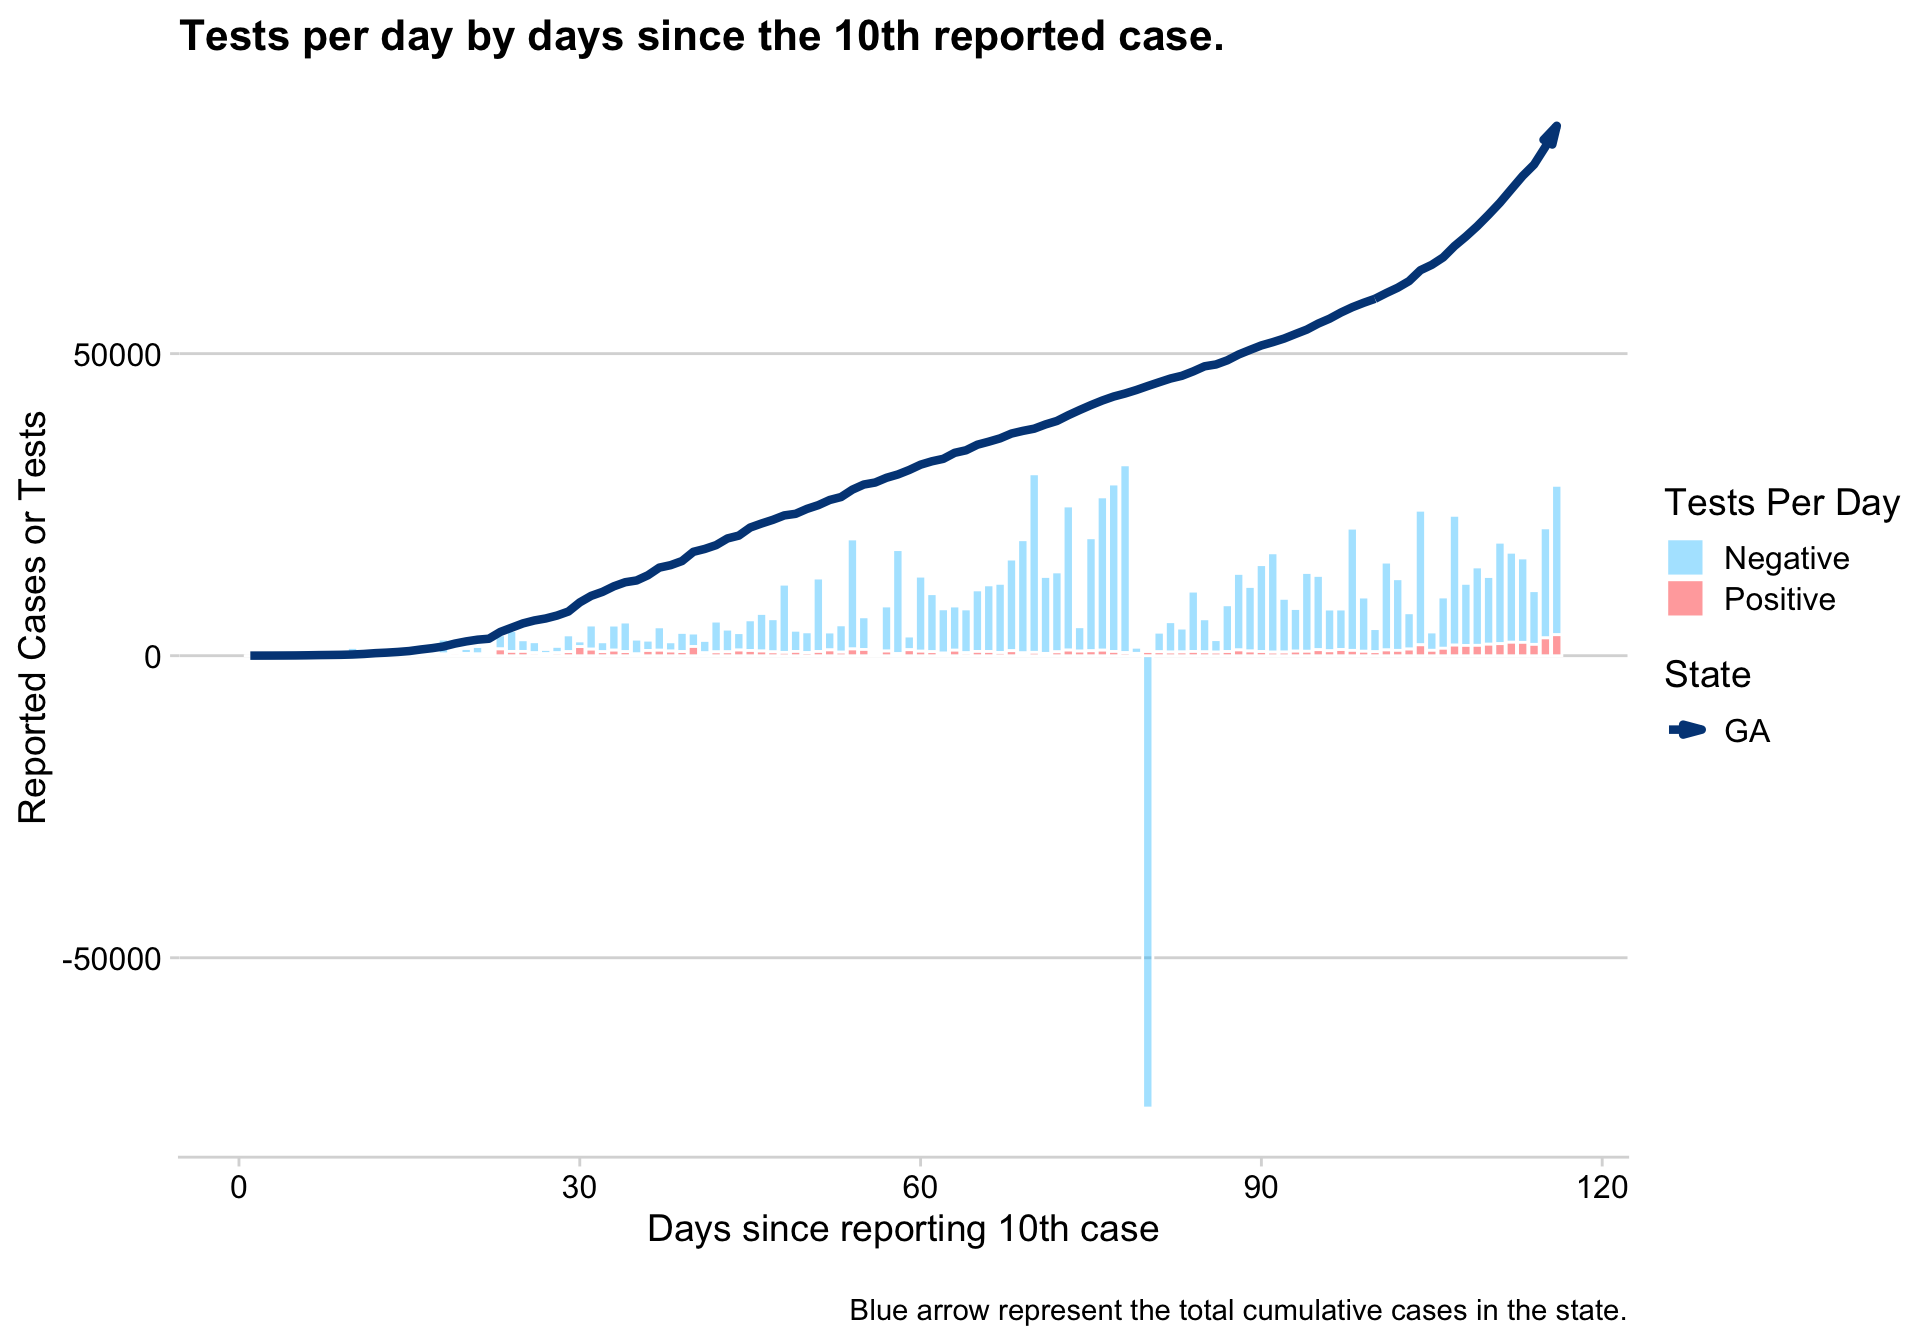 Tests per day by days since the 10th reported case.
Reported Cases or Tests
50000
0
-50000
0
30
60
90
120
Days since reporting 10th case
Tests Per Day
Negative
Positive
State
GA
Blue arrow represent the total cumulative cases in the state.